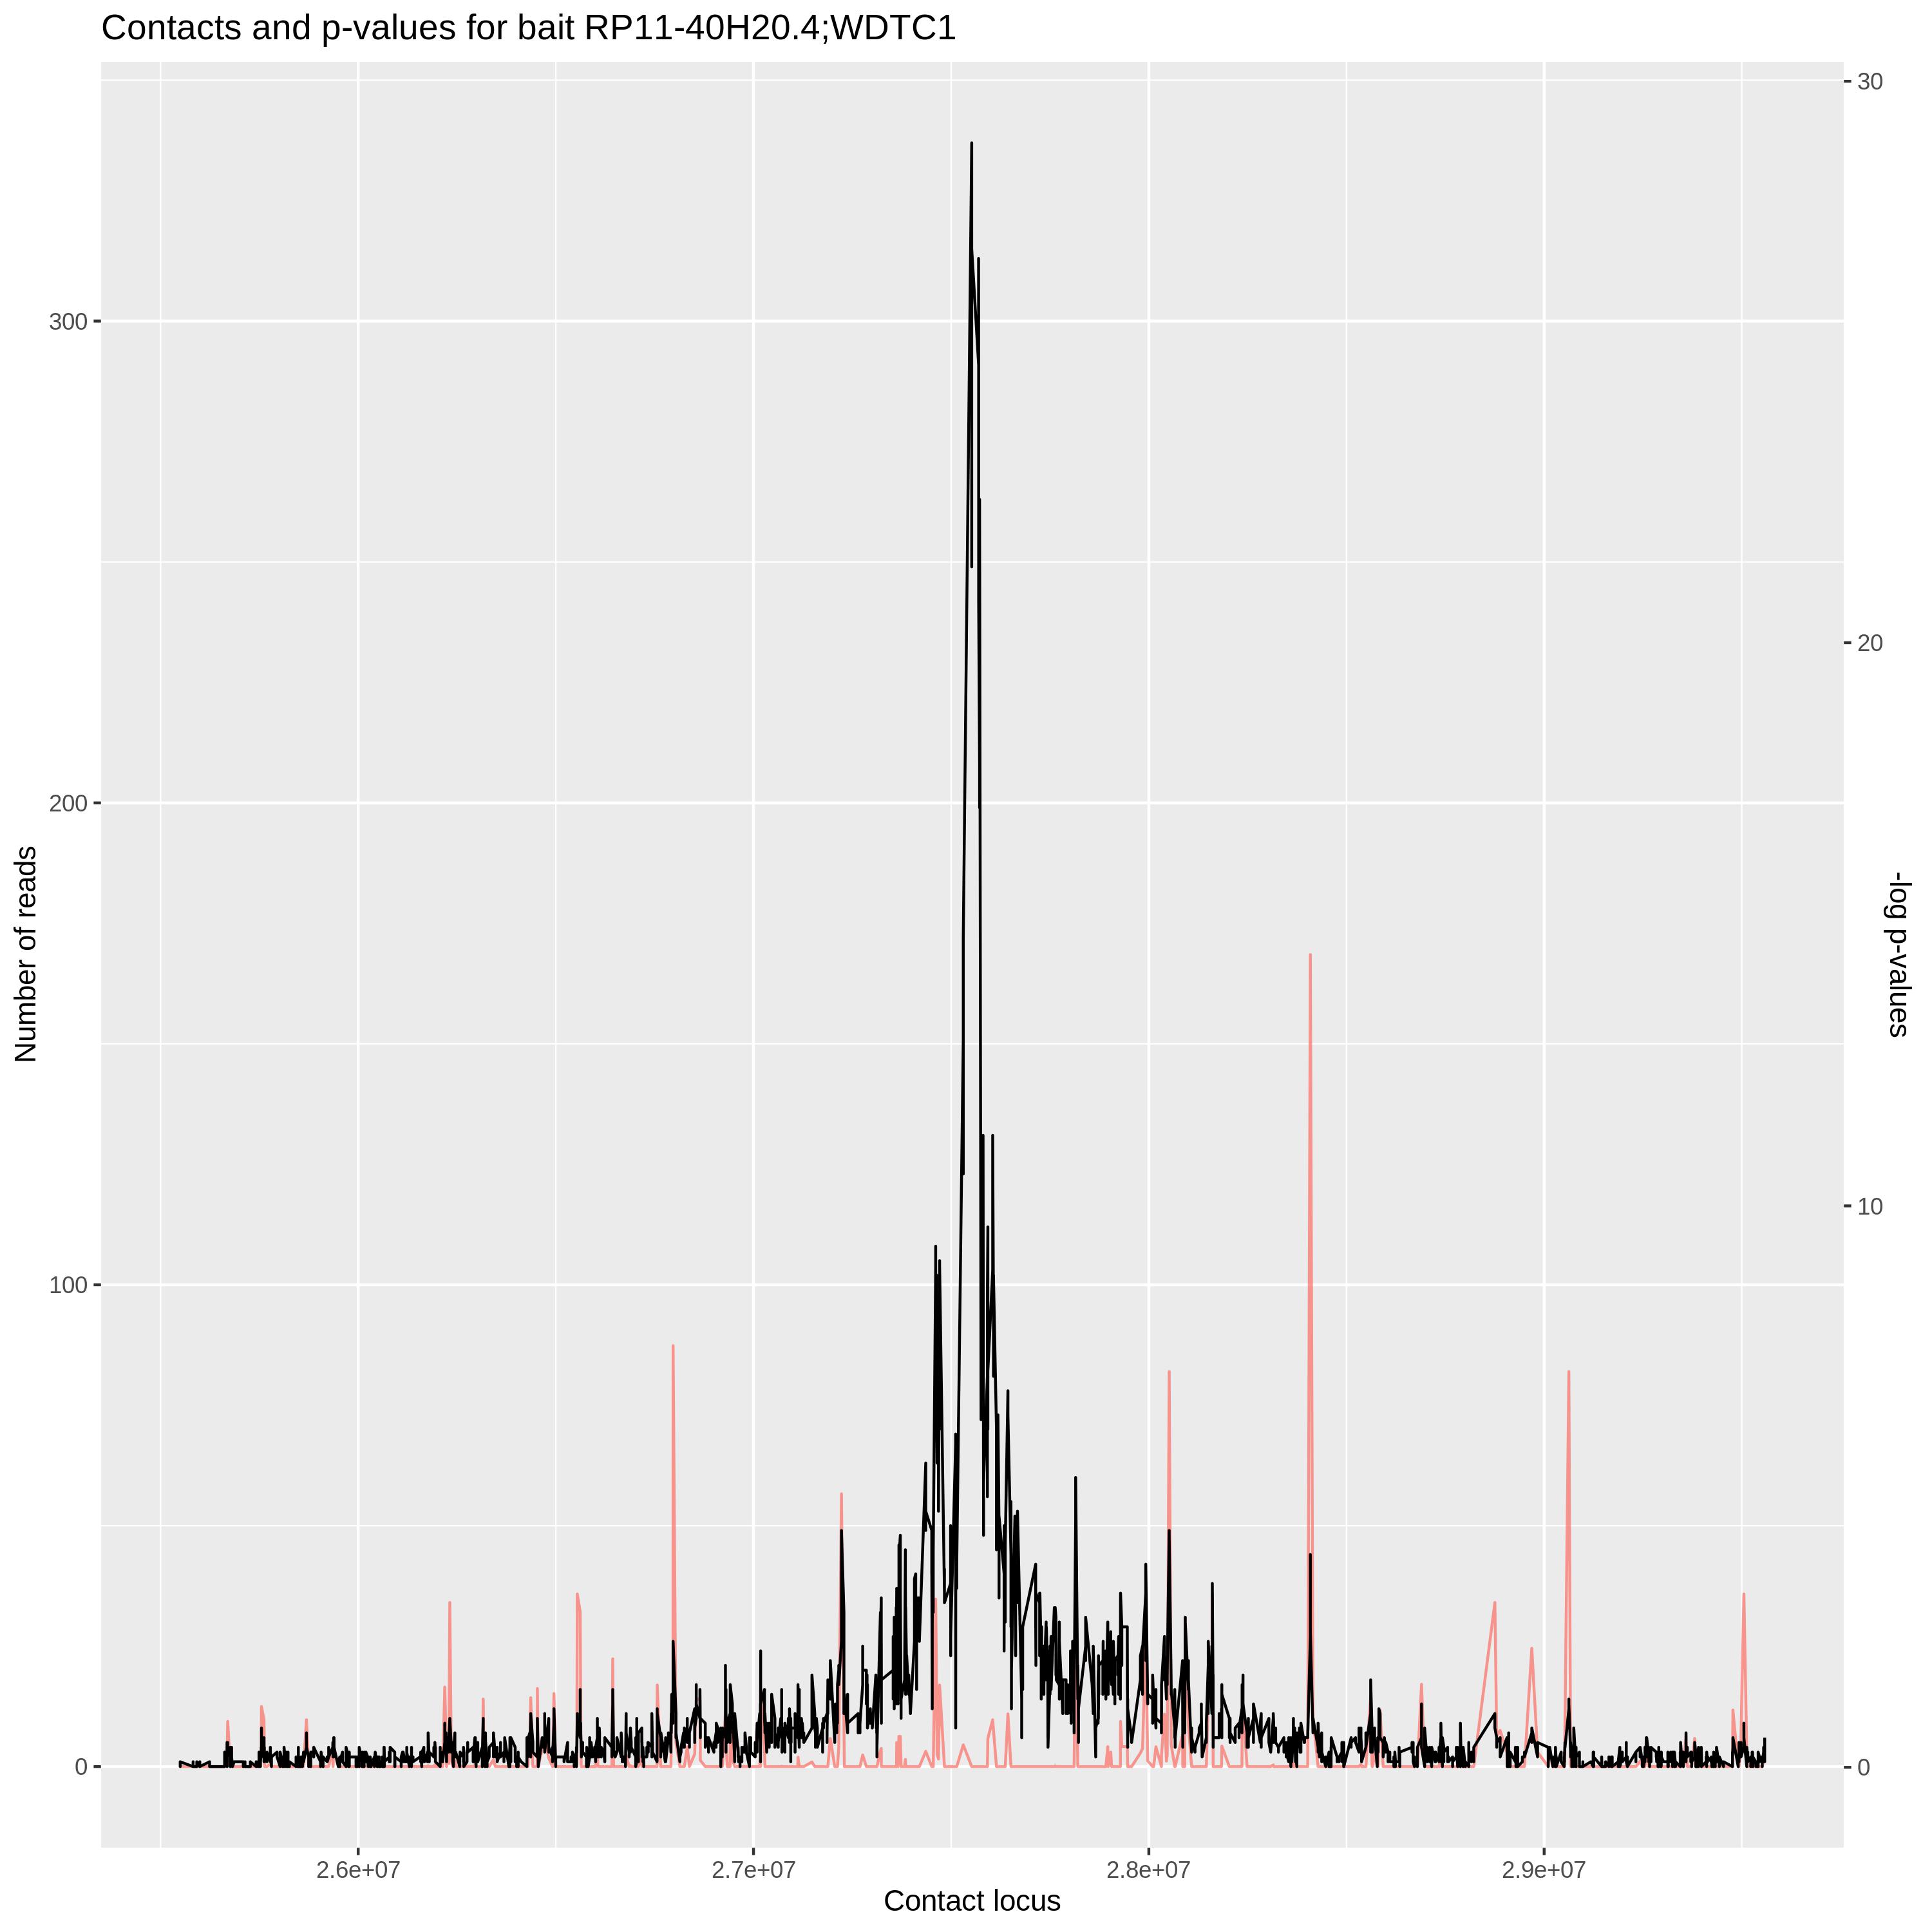 Contacts and p-values for bait RP11-40H20.4;WDTC1
300
200
100
0
Number of reads
30
20
10
0
-log p-values
2.6e+07
2.7e+07
2.8e+07
2.9e+07
Contact locus